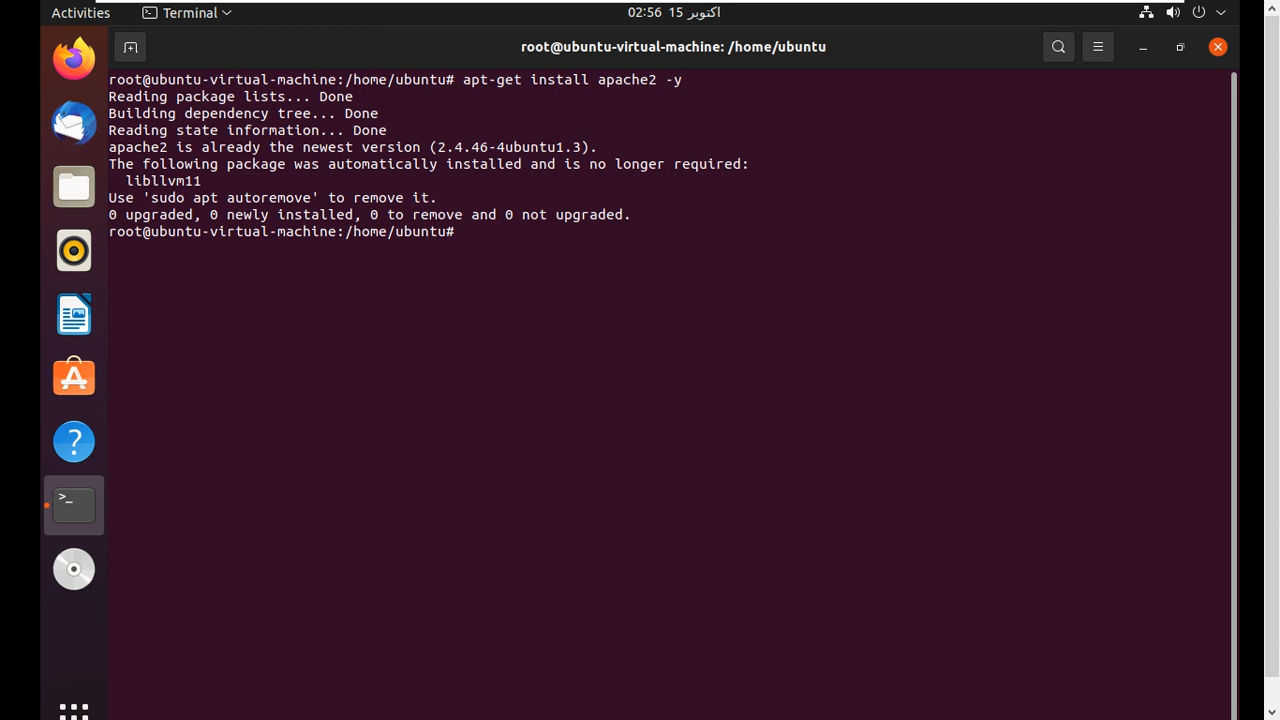 Activities
Terminal
02:56 اکتوبر 15
root@ubuntu-virtual-machine: /home/ubuntu
root@ubuntu-virtual-machine:/home/ubuntu# apt-get install apache2 -y
Reading package lists... Done
Building dependency tree... Done
Reading state information... Done
apache2 is already the newest version (2.4.46-4ubuntu1.3).
The following package was automatically installed and is no longer required:
  libllvm11
Use 'sudo apt autoremove' to remove it.
0 upgraded, 0 newly installed, 0 to remove and 0 not upgraded.
root@ubuntu-virtual-machine:/home/ubuntu#